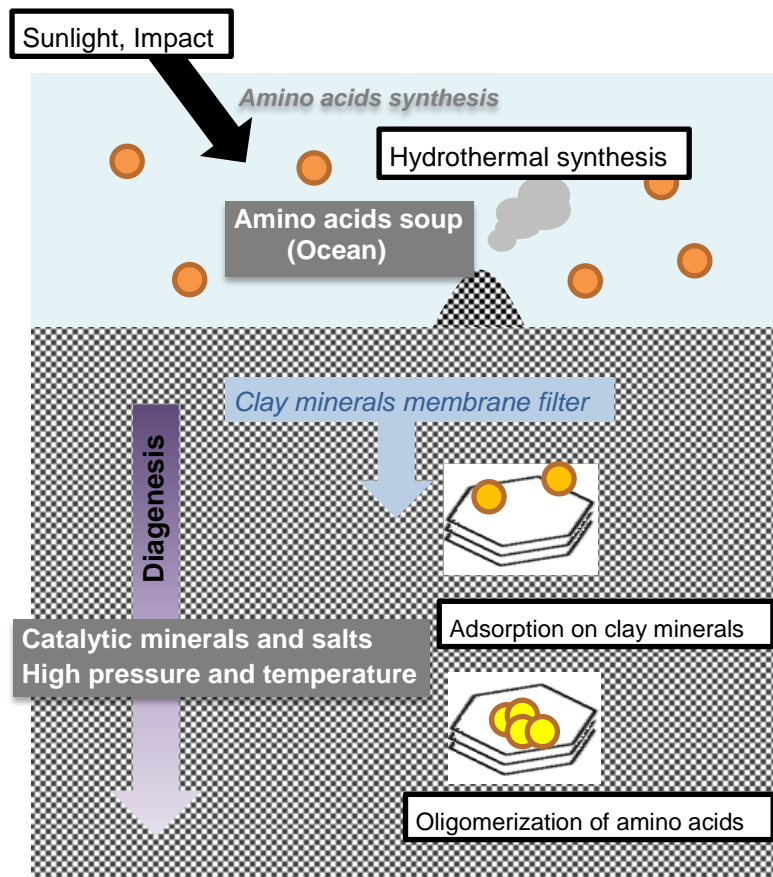 Sunlight, Impact
Amino acids synthesis
Hydrothermal synthesis
Amino acids soup
(Ocean)
Clay minerals membrane filter
Diagenesis
Adsorption on clay minerals
Catalytic minerals and salts
High pressure and temperature
Oligomerization of amino acids